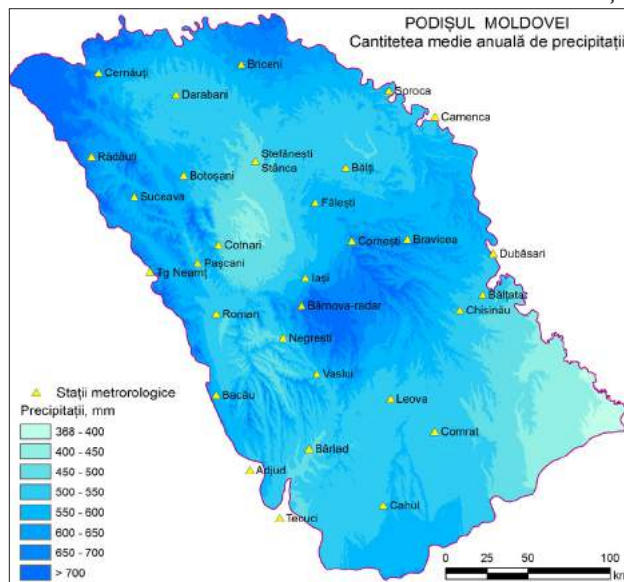 PODIȘUL MOLDOVEI
Cantitetea medie anuală de precipitații
Cernăuți
Briceni
Darabani
Soroca
Camenca
Rădăuți
Ștefănești
Stânca
Botoșani
Bălți
Suceava
Fălești
Cotnari
Cornești
Bravicea
Dubăsari
Pașcani
Tg Neamț
Iași
Bălțata
Bârnova-radar
Roman
Chisinău
Negrești
Vaslui
Bacău
Leova
Comrat
Bârlad
Adjud
Cahul
Tecuci
Stații metrorologice
Precipitații, mm
368 - 400
400 - 450
450 - 500
500 - 550
550 - 600
600 - 650
650 - 700
> 700
0 25 50 100
km